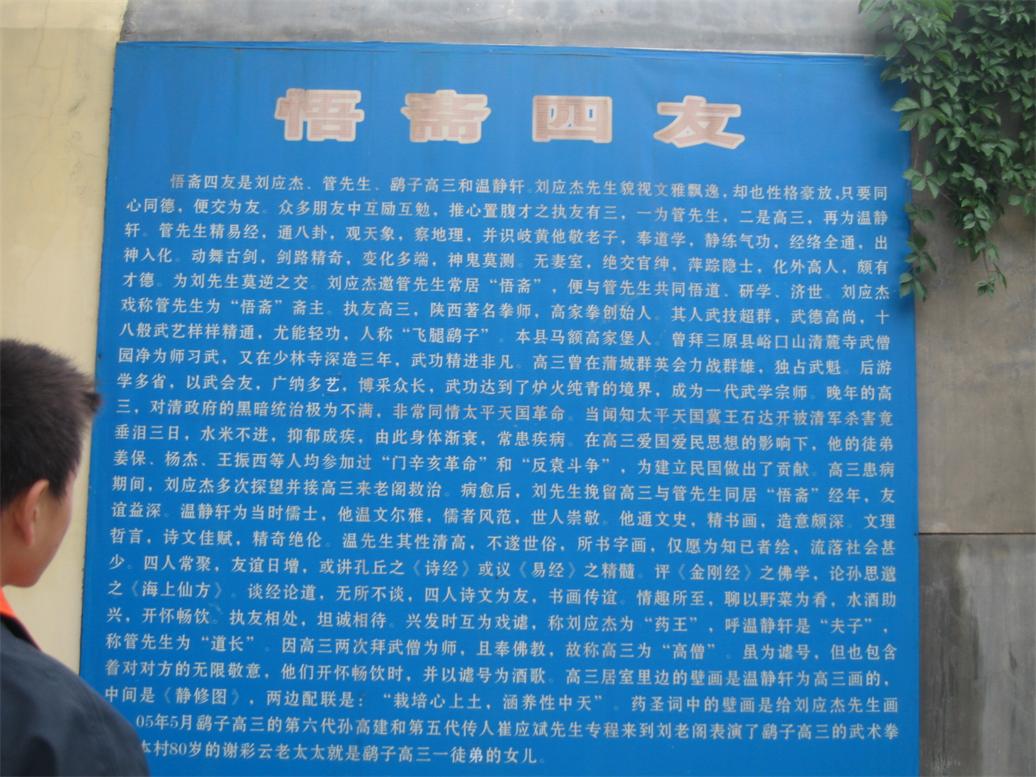 悟斋四友
悟斋四友是刘应杰、管先生、鹞子高三和温静轩。刘应杰先生貌视文雅飘逸，却也性格豪放，只要同
心同德，便交为友。众多朋友中互励互勉，推心置腹才之执友有三，一为管先生，二是高三，再为温静
轩。管先生精易经，通八卦，观天象，察地理，并识岐黄他敬老子，奉道学，静练气功，经络全通，出
神入化。动舞古剑，剑路精奇，变化多端，神鬼莫测。无妻室，绝交官绅，萍踪隐士，化外高人，颇有
才德。为刘先生莫逆之交。刘应杰邀管先生常居“悟斋”，便与管先生共同悟道、研学、济世。刘应杰
戏称管先生为“悟斋”斋主。执友高三，陕西著名拳师，高家拳创始人。其人武技超群，武德高尚，十
八般武艺样样精通，尤能轻功，人称“飞腿鹞子”。本县马额高家堡人。曾拜三原县峪口山清麓寺武僧
园净为师习武，又在少林寺深造三年，武功精进非凡。高三曾在蒲城群英会力战群雄，独占武魁。后游
学多省，以武会友，广纳多艺，博采众长，武功达到了炉火纯青的境界，成为一代武学宗师。晚年的高
三，对清政府的黑暗统治极为不满，非常同情太平天国革命。当闻知太平天国冀王石达开被清军杀害竟
垂泪三日，水米不进，抑郁成疾，由此身体渐衰，常患疾病。在高三爱国爱民思想的影响下，他的徒弟
姜保、杨杰、王振西等人均参加过“门辛亥革命”和“反袁斗争”，为建立民国做出了贡献。高三患病
期间，刘应杰多次探望并接高三来老阁救治。病愈后，刘先生挽留高三与管先生同居“悟斋”经年，友
谊益深。温静轩为当时儒士，他温文尔雅，儒者风范，世人崇敬。他通文史，精书画，造意颇深。文理
哲言，诗文佳赋，精奇绝伦。温先生其性清高，不遂世俗，所书字画，仅愿为知已者绘，流落社会甚
少。四人常聚，友谊日增，或讲孔丘之《诗经》或议《易经》之精髓。评《金刚经》之佛学，论孙思邈
之《海上仙方》。谈经论道，无所不谈，四人诗文为友，书画传谊。情趣所至，聊以野菜为肴，水酒助
兴，开怀畅饮。执友相处，坦诚相待。兴发时互为戏谑，称刘应杰为“药王”，呼温静轩是“夫子”，
称管先生为“道长”。因高三两次拜武僧为师，且奉佛教，故称高三为“高僧”。虽为谑号，但也包含
着对对方的无限敬意，他们开怀畅饮时，并以谑号为酒歌。高三居室里边的壁画是温静轩为高三画的，
中间是《静修图》，两边配联是：“栽培心上土，涵养性中天”。药圣词中的壁画是给刘应杰先生画
05年5月鹞子高三的第六代孙高建和第五代传人崔应斌先生专程来到刘老阁表演了鹞子高三的武术拳
本村80岁的谢彩云老太太就是鹞子高三一徒弟的女儿。